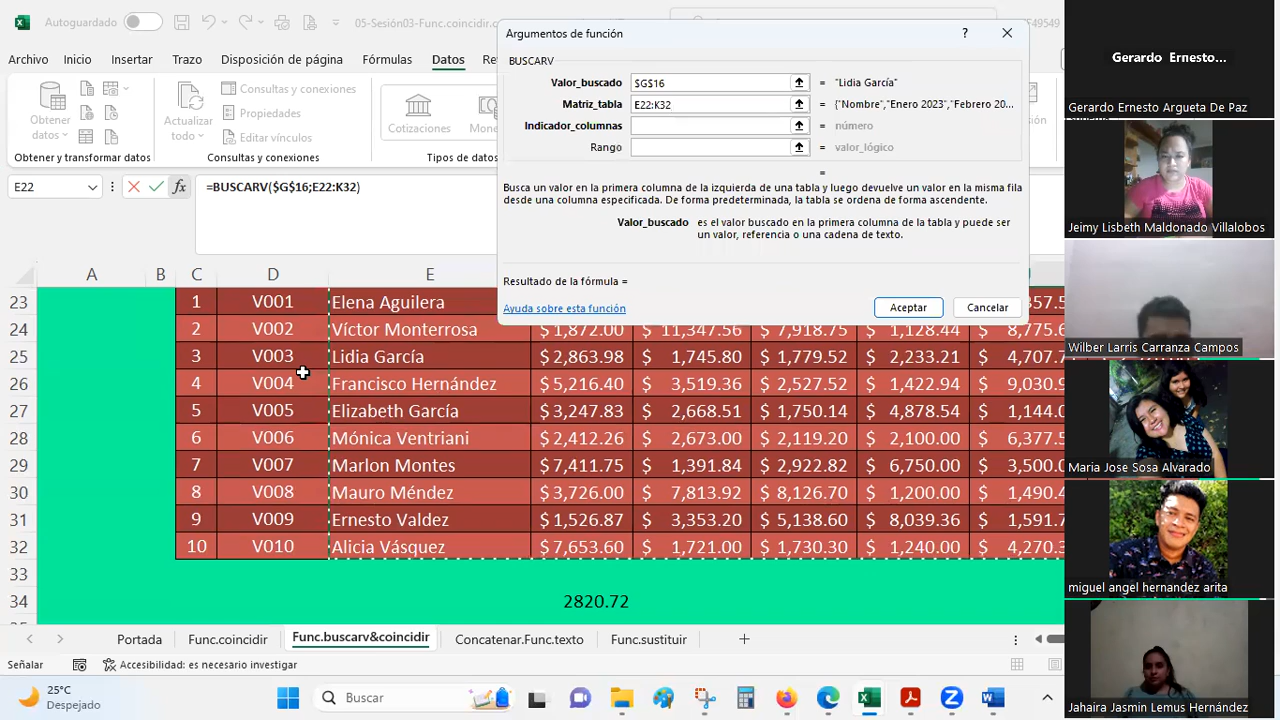 Autoguardado
05-Sesión03-Func.coincidir.c
549549
Archivo Inicio Insertar Trazo Disposición de página Fórmulas Datos
Obtener datos
Obtener y transformar datos
Actualizar todo
Consultas y conexiones
Propiedades
Editar vínculos
Consultas y conexiones
Cotizaciones
Tipos de datos
Argumentos de función
? ×
BUSCARV
Valor_buscado $G$16 = "Lidia García"
Matriz_tabla E22:K32 = {"Nombre","Enero 2023","Febrero 20...
Indicador_columnas = número
Rango = valor_lógico
=
Busca un valor en la primera columna de la izquierda de una tabla y luego devuelve un valor en la misma fila
desde una columna especificada. De forma predeterminada, la tabla se ordena de forma ascendente.
Valor_buscado es el valor buscado en la primera columna de la tabla y puede ser
un valor, referencia o una cadena de texto.
Resultado de la fórmula =
Ayuda sobre esta función
Aceptar Cancelar
E22 fx =BUSCARV($G$16;E22:K32)
A B C D E
23 1 V001 Elena Aguilera 357.5
24 2 V002 Víctor Monterrosa $1,872.00 11,347.56 $ 7,918.75 $ 1,128.44 $ 8,775.6
25 3 V003 Lidia García $2,863.98 $ 1,745.80 $ 1,779.52 $ 2,233.21 $ 4,707.7
26 4 V004 Francisco Hernández $5,216.40 $ 3,519.36 $ 2,527.52 $ 1,422.94 $ 9,030.9
27 5 V005 Elizabeth García $3,247.83 $ 2,668.51 $ 1,750.14 $ 4,878.54 $ 1,144.0
28 6 V006 Mónica Ventriani $2,412.26 $ 2,673.00 $ 2,119.20 $ 2,100.00 $ 6,377.5
29 7 V007 Marlon Montes $7,411.75 $ 1,391.84 $ 2,922.82 $ 6,750.00 $ 3,500.0
30 8 V008 Mauro Méndez $3,726.00 $ 7,813.92 $ 8,126.70 $ 1,200.00 $ 1,490.4
31 9 V009 Ernesto Valdez $1,526.87 $ 3,353.20 $ 5,138.60 $ 8,039.36 $ 1,591.7
32 10 V010 Alicia Vásquez $7,653.60 $ 1,721.00 $ 1,730.30 $ 1,240.00 $ 4,270.3
33
34 2820.72
Portada Func.coincidir Func.buscarv&coincidir Concatenar.Func.texto Func.sustituir
Señalar Accesibilidad: es necesario investigar
25°C
Despejado
Buscar
Gerardo Ernesto...
Gerardo Ernesto Argueta De Paz
Jeimy Lisbeth Maldonado Villalobos
Wilber Larris Carranza Campos
Maria Jose Sosa Alvarado
miguel angel hernandez arita
Jahaira Jasmin Lemus Hernández